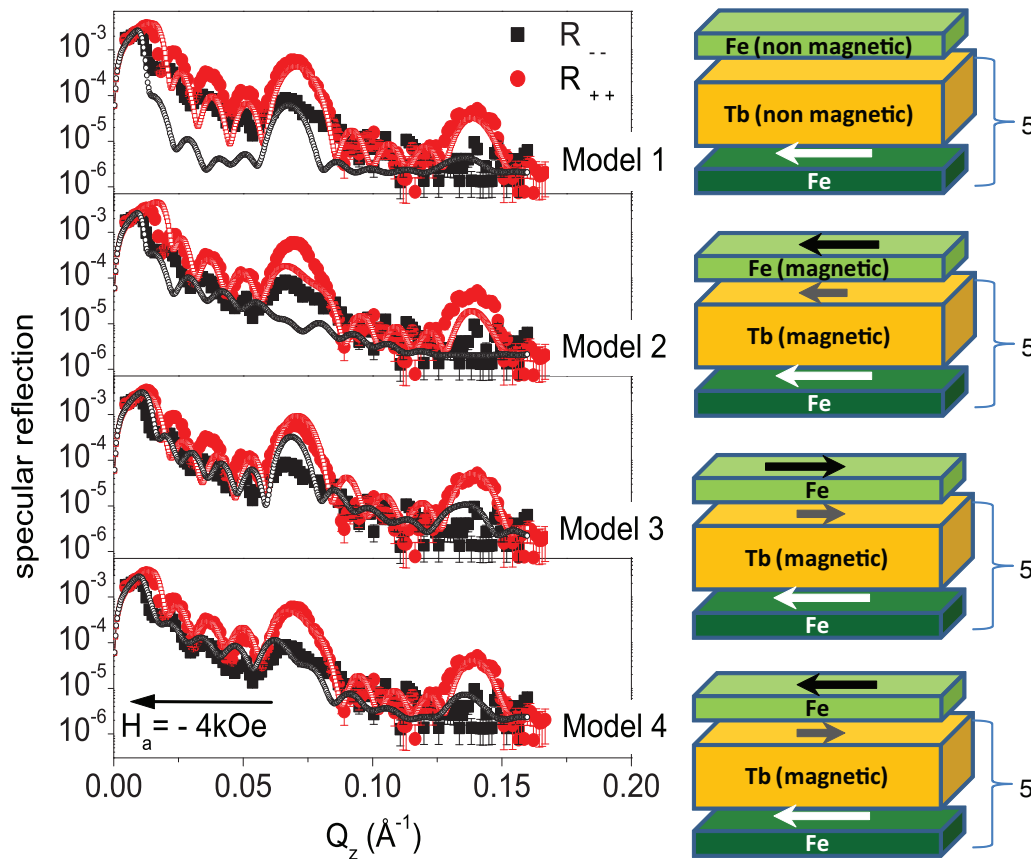 specular reflection
10⁻³
10⁻⁴
10⁻⁵
10⁻⁶
R₋ ₋
R₊ ₊
Model 1
10⁻³
10⁻⁴
10⁻⁵
10⁻⁶
Model 2
10⁻³
10⁻⁴
10⁻⁵
10⁻⁶
Model 3
10⁻³
10⁻⁴
10⁻⁵
10⁻⁶
Hₐ = - 4kOe
Model 4
0.00 0.05 0.10 0.15 0.20
Q_z (Å⁻¹)
Fe (non magnetic)
Tb (non magnetic)
Fe
5
Fe (magnetic)
Tb (magnetic)
Fe
5
Fe
Tb (magnetic)
Fe
5
Fe
Tb (magnetic)
Fe
5